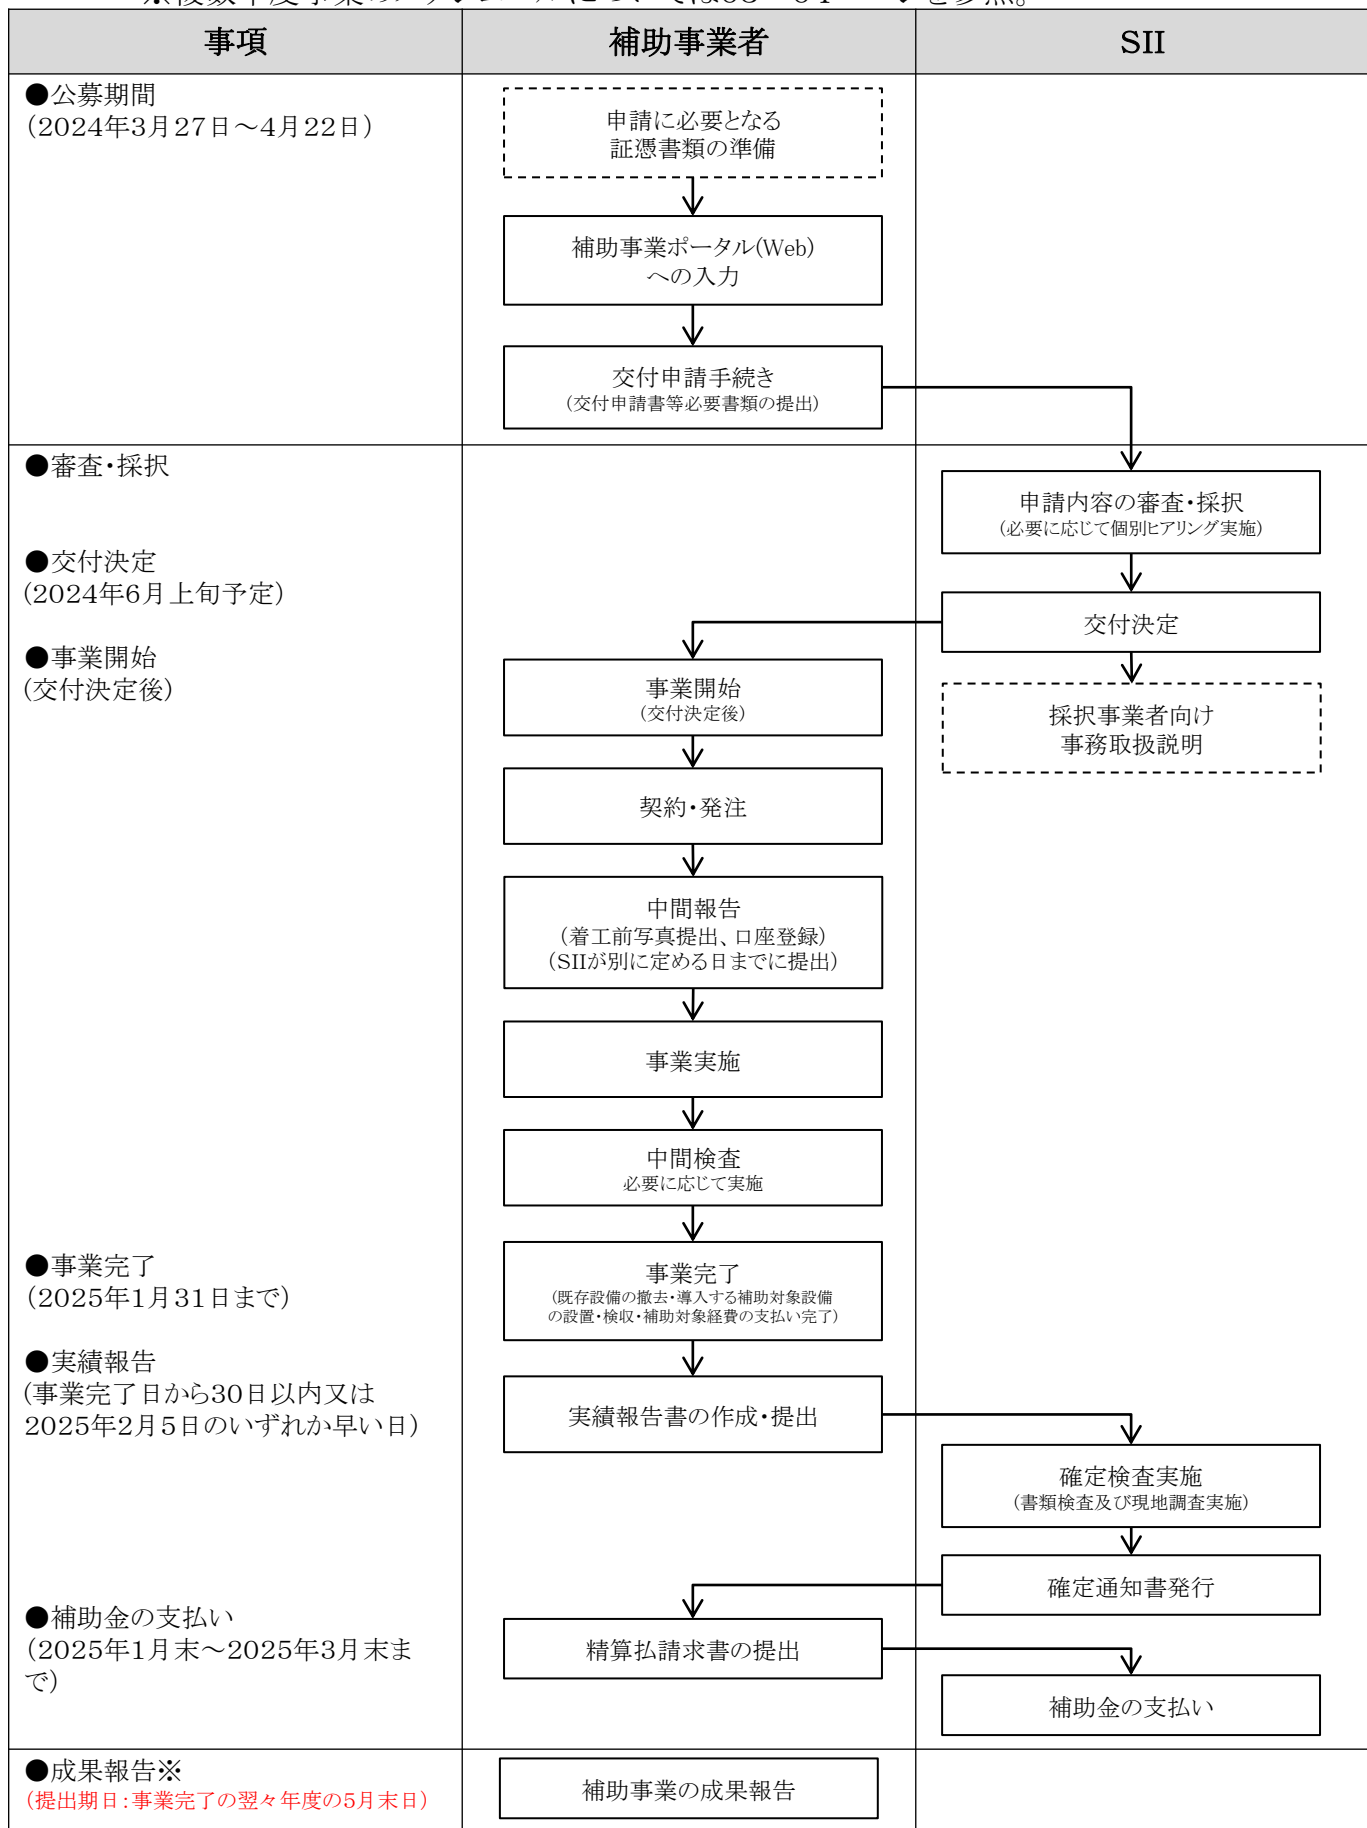 事項
補助事業者
SII
●公募期間
(2024年3月27日～4月22日)
申請に必要となる
証憑書類の準備
補助事業ポータル(Web)
への入力
交付申請手続き
(交付申請書等必要書類の提出)
●審査・採択
申請内容の審査・採択
(必要に応じて個別ヒアリング実施)
●交付決定
(2024年6月上旬予定)
交付決定
●事業開始
(交付決定後)
事業開始
(交付決定後)
採択事業者向け
事務取扱説明
契約・発注
中間報告
(着工前写真提出、口座登録)
(SIIが別に定める日までに提出)
事業実施
中間検査
必要に応じて実施
●事業完了
(2025年1月31日まで)
事業完了
(既存設備の撤去・導入する補助対象設備
の設置・検収・補助対象経費の支払い完了)
●実績報告
(事業完了日から30日以内又は
2025年2月5日のいずれか早い日)
実績報告書の作成・提出
確定検査実施
(書類検査及び現地調査実施)
確定通知書発行
●補助金の支払い
(2025年1月末～2025年3月末ま
で)
精算払請求書の提出
補助金の支払い
●成果報告※
(提出期日：事業完了の翌々年度の5月末日)
補助事業の成果報告